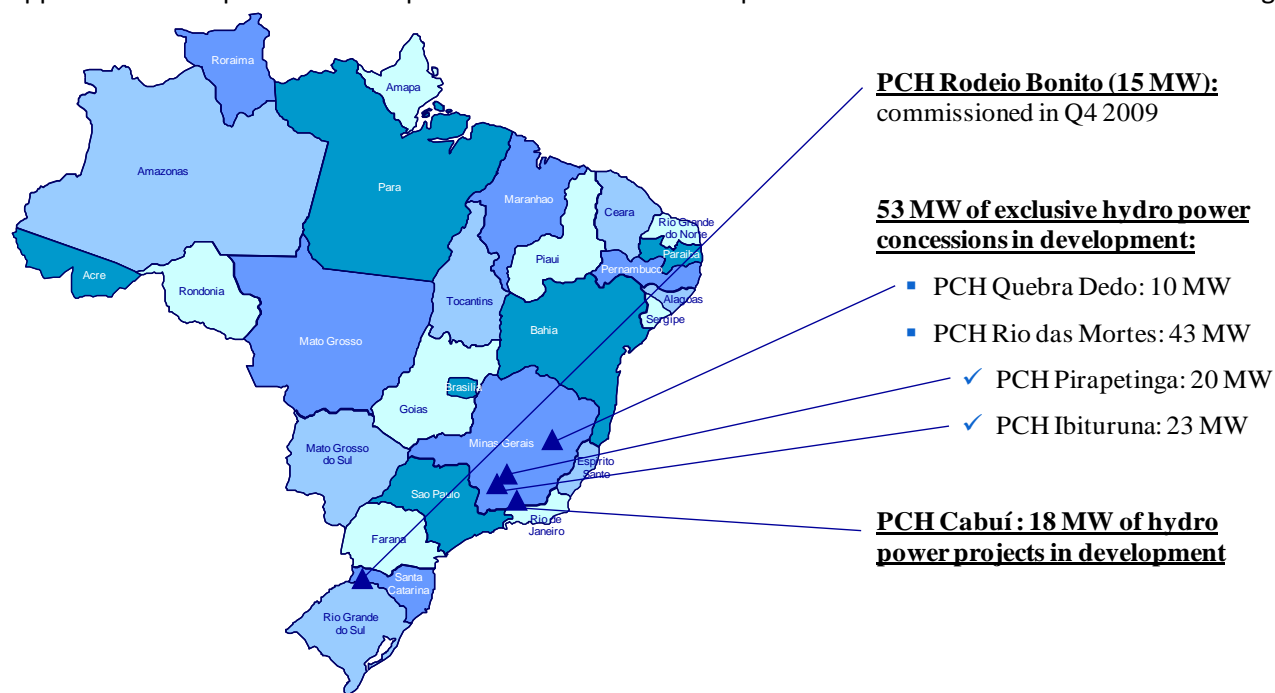 Roraima
Amapa
Amazonas
Para
Maranhao
Ceara
Rio Grande
do Norte
Paraiba
Piaui
Pernambuco
Acre
Rondonia
Tocantins
Alagoas
Sergipe
Bahia
Mato Grosso
Brasilia
Goias
Minas Gerais
Mato Grosso
do Sul
Espirito
Santo
Sao Paulo
Rio de
Janeiro
Farana
Santa
Catarina
Rio Grande
do Sul
PCH Rodeio Bonito (15 MW):
commissioned in Q4 2009
53 MW of exclusive hydro power
concessions in development:
▪ PCH Quebra Dedo: 10 MW
▪ PCH Rio das Mortes: 43 MW
✓ PCH Pirapetinga: 20 MW
✓ PCH Ibituruna: 23 MW
PCH Cabuí : 18 MW of hydro
power projects in development